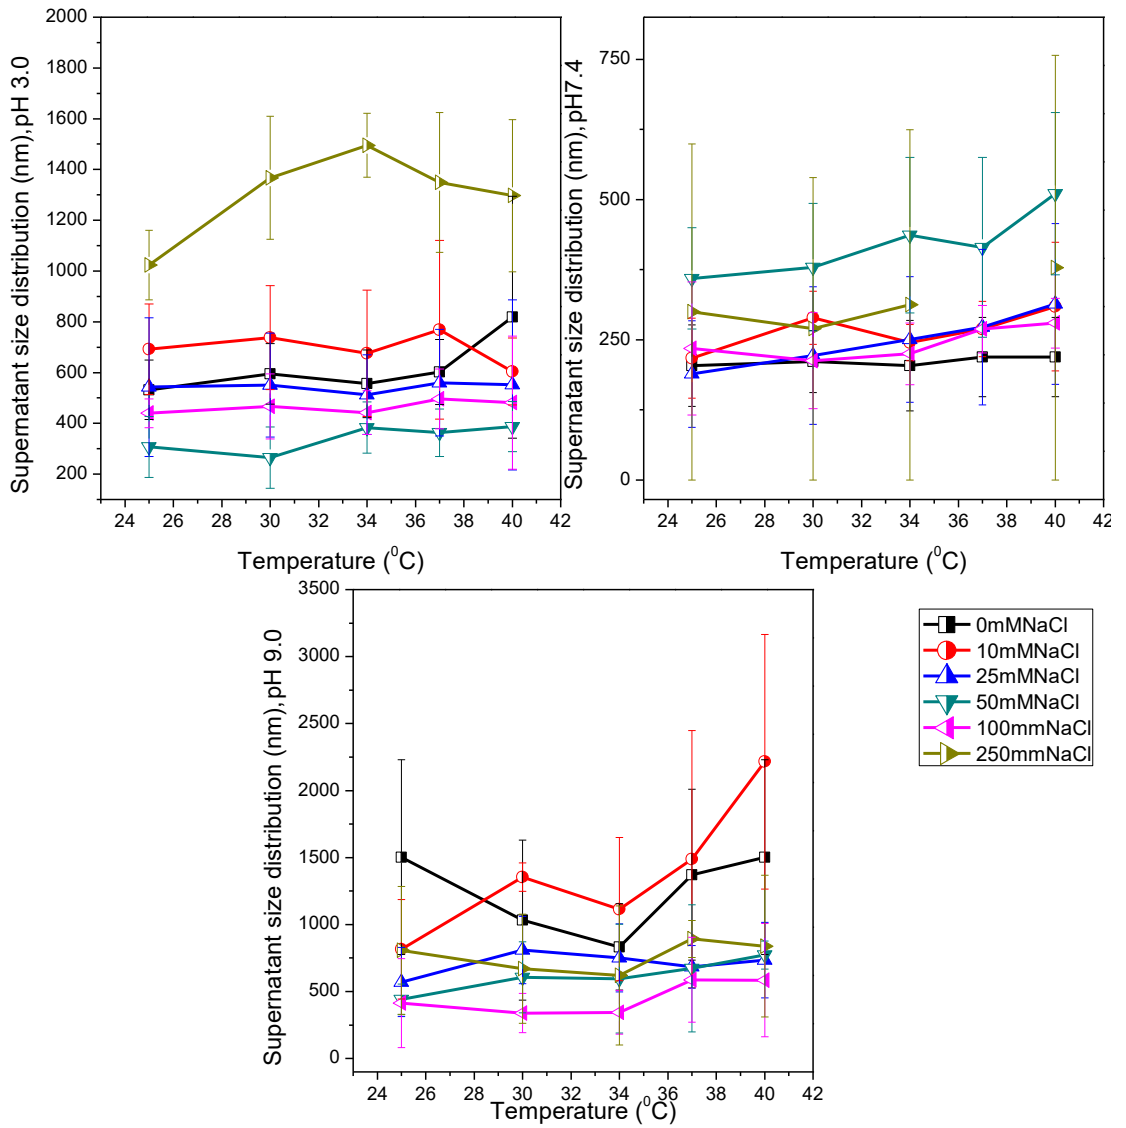 Supernatant size distribution (nm),pH 3.0
2000
1800
1600
1400
1200
1000
800
600
400
200
24 26 28 30 32 34 36 38 40 42
Temperature (⁰C)
Supernatant size distribution (nm),pH7.4
750
500
250
0
24 26 28 30 32 34 36 38 40 42
Temperature (⁰C)
Supernatant size distribution (nm),pH 9.0
3500
3000
2500
2000
1500
1000
500
0
24 26 28 30 32 34 36 38 40 42
Temperature (⁰C)
0mMNaCl
10mMNaCl
25mMNaCl
50mMNaCl
100mmNaCl
250mmNaCl